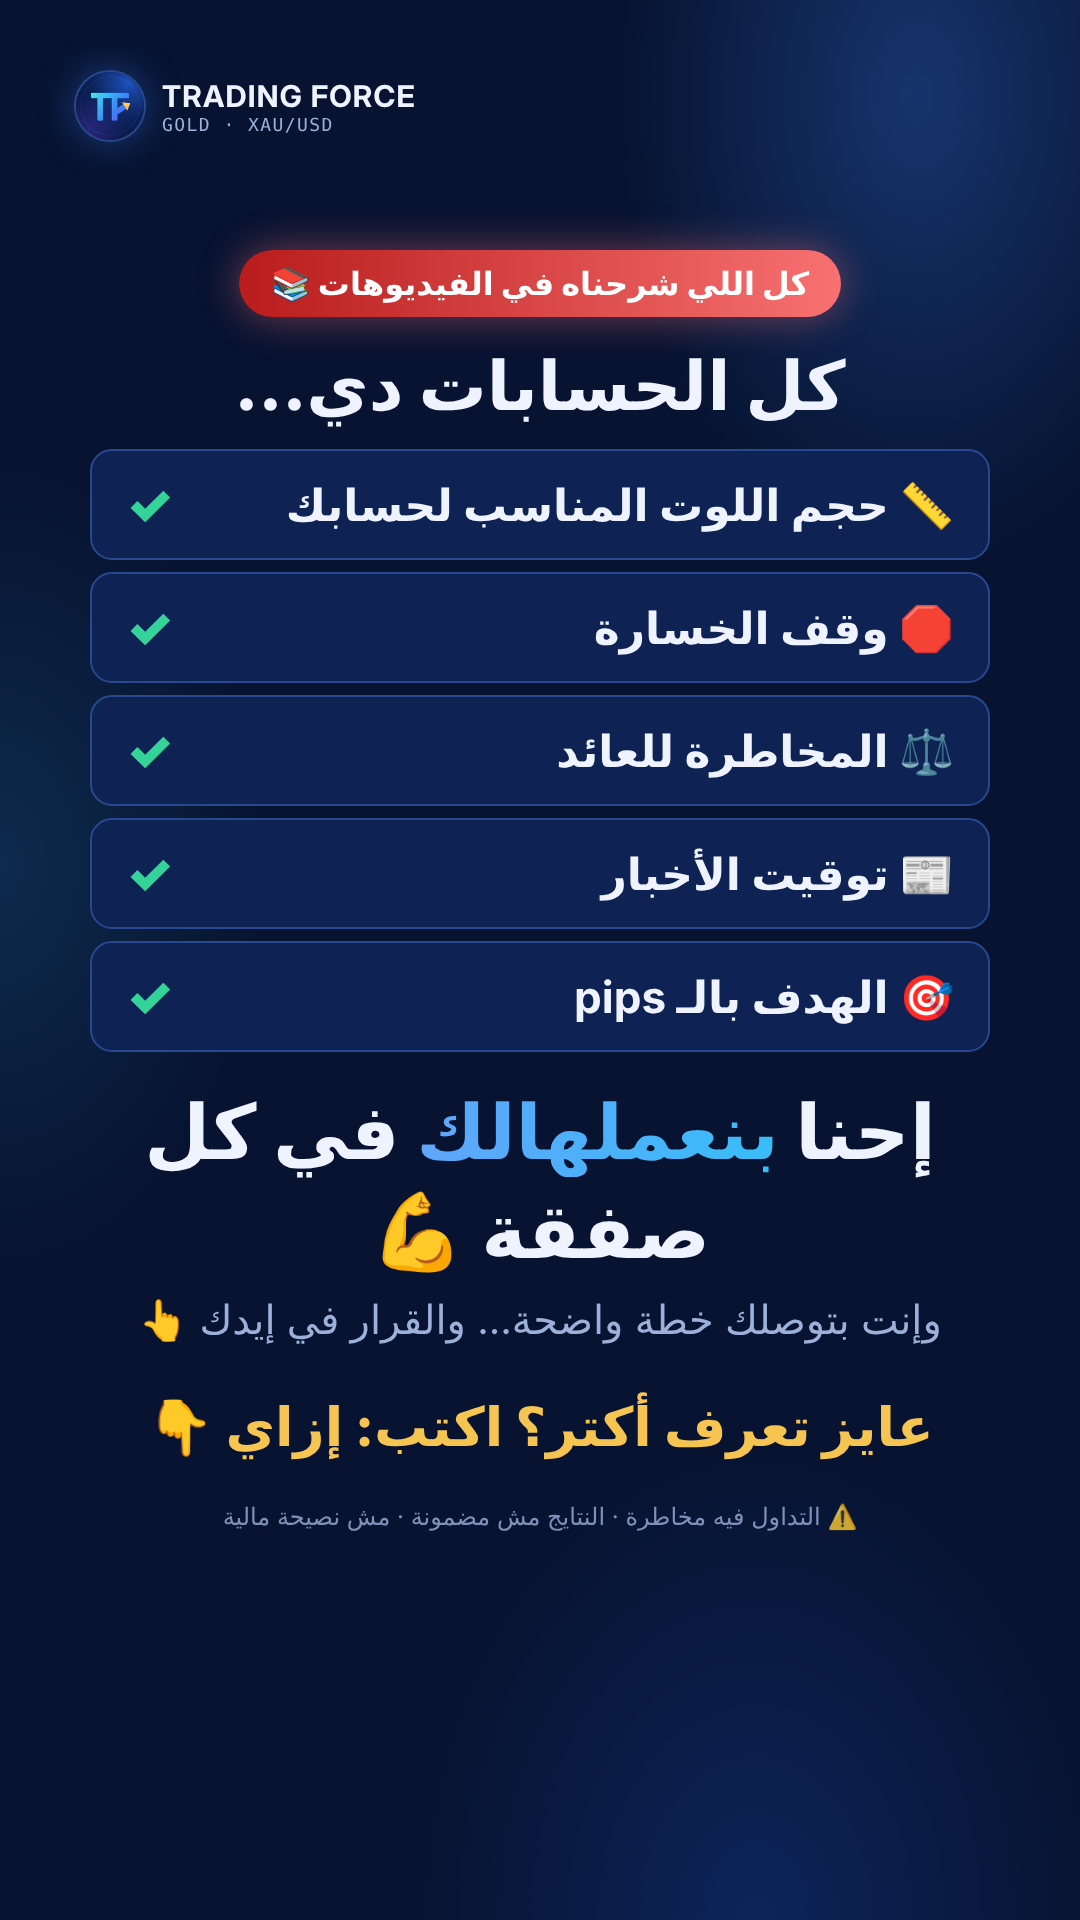 TRADING FORCE
GOLD · XAU/USD
كل اللي شرحناه في الفيديوهات 📚
كل الحسابات دي...
📏 حجم اللوت المناسب لحسابك ✔
🛑 وقف الخسارة ✔
⚖️ المخاطرة للعائد ✔
📰 توقيت الأخبار ✔
🎯 الهدف بالـ pips ✔
إحنا بنعملهالك في كل
صفقة 💪
وإنت بتوصلك خطة واضحة... والقرار في إيدك 👆
عايز تعرف أكتر؟ اكتب: إزاي 👇
⚠️ التداول فيه مخاطرة · النتايج مش مضمونة · مش نصيحة مالية